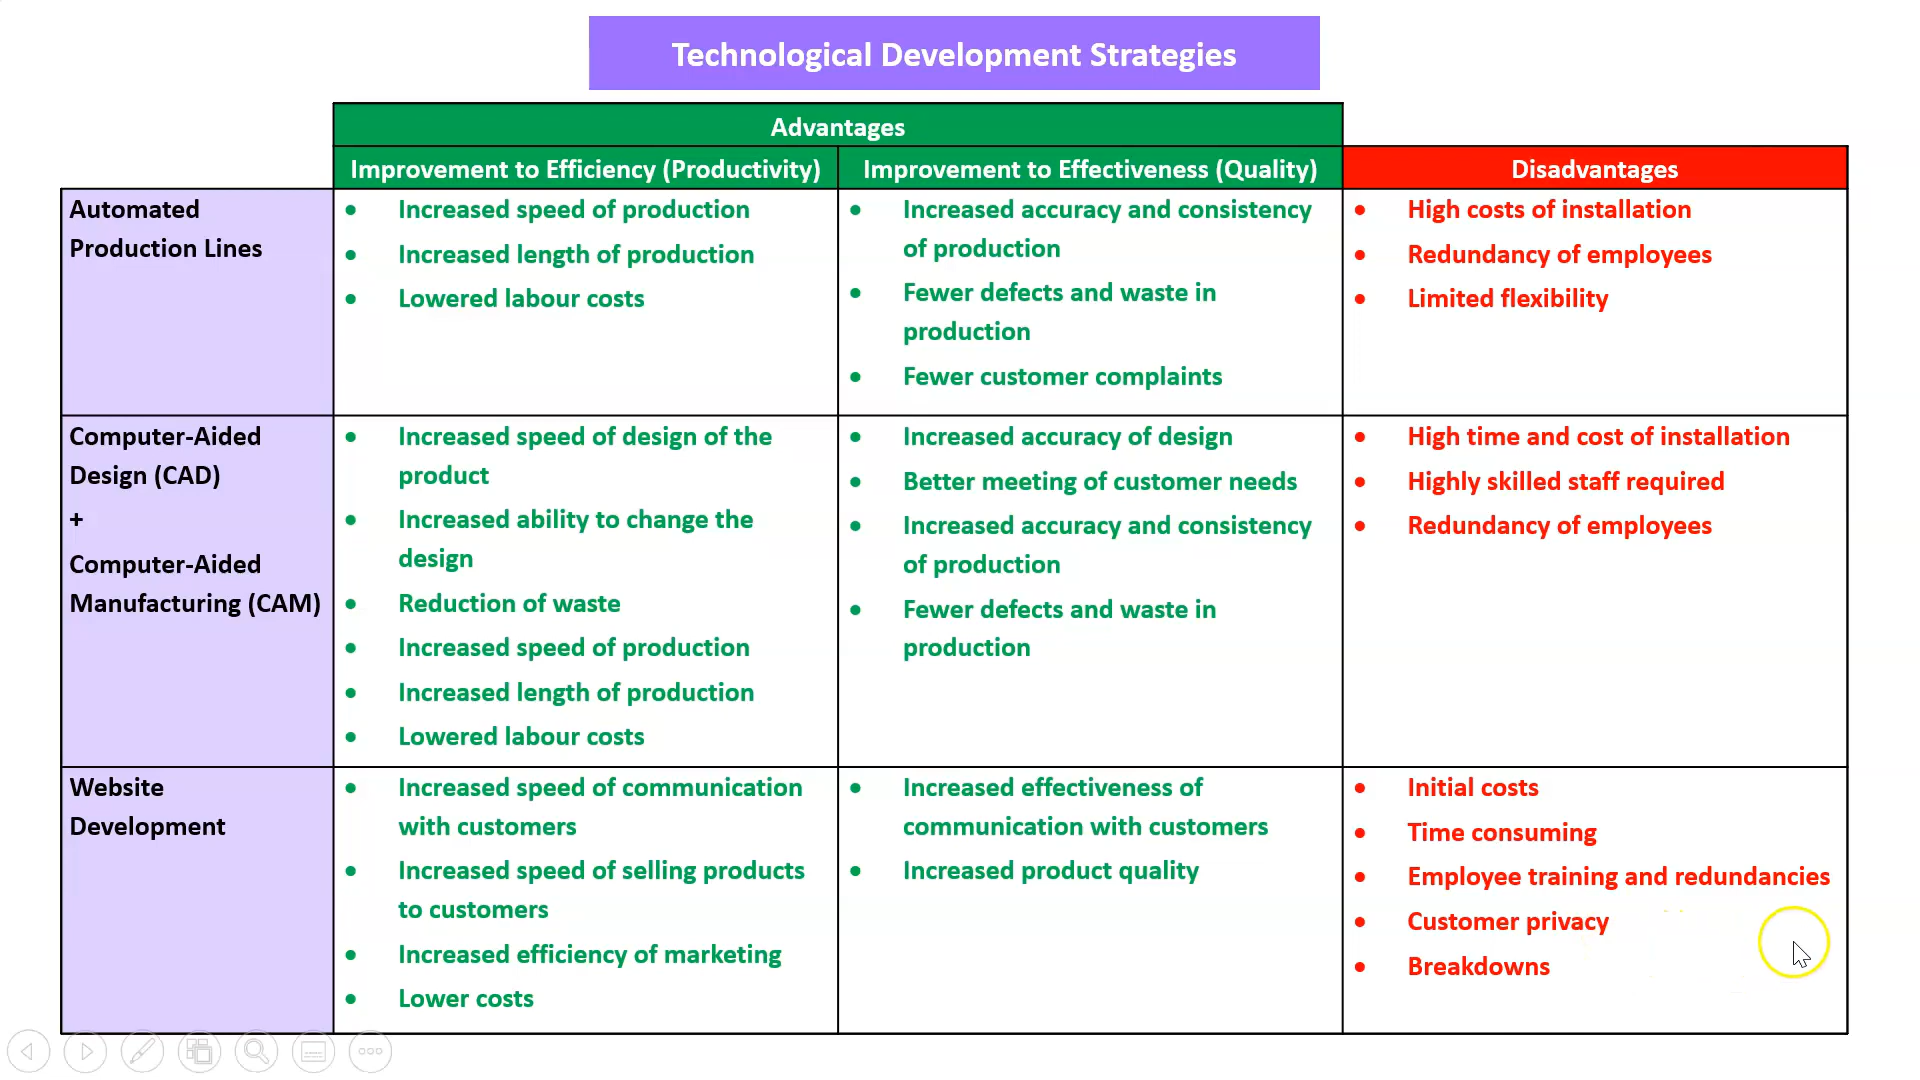 Technological Development Strategies
Advantages
Improvement to Efficiency (Productivity)
Improvement to Effectiveness (Quality)
Disadvantages
Automated
Production Lines
• Increased speed of production
• Increased length of production
• Lowered labour costs
• Increased accuracy and consistency
of production
• Fewer defects and waste in
production
• Fewer customer complaints
• High costs of installation
• Redundancy of employees
• Limited flexibility
Computer-Aided
Design (CAD)
+
Computer-Aided
Manufacturing (CAM)
• Increased speed of design of the
product
• Increased ability to change the
design
• Reduction of waste
• Increased speed of production
• Increased length of production
• Lowered labour costs
• Increased accuracy of design
• Better meeting of customer needs
• Increased accuracy and consistency
of production
• Fewer defects and waste in
production
• High time and cost of installation
• Highly skilled staff required
• Redundancy of employees
Website
Development
• Increased speed of communication
with customers
• Increased speed of selling products
to customers
• Increased efficiency of marketing
• Lower costs
• Increased effectiveness of
communication with customers
• Increased product quality
• Initial costs
• Time consuming
• Employee training and redundancies
• Customer privacy
• Breakdowns